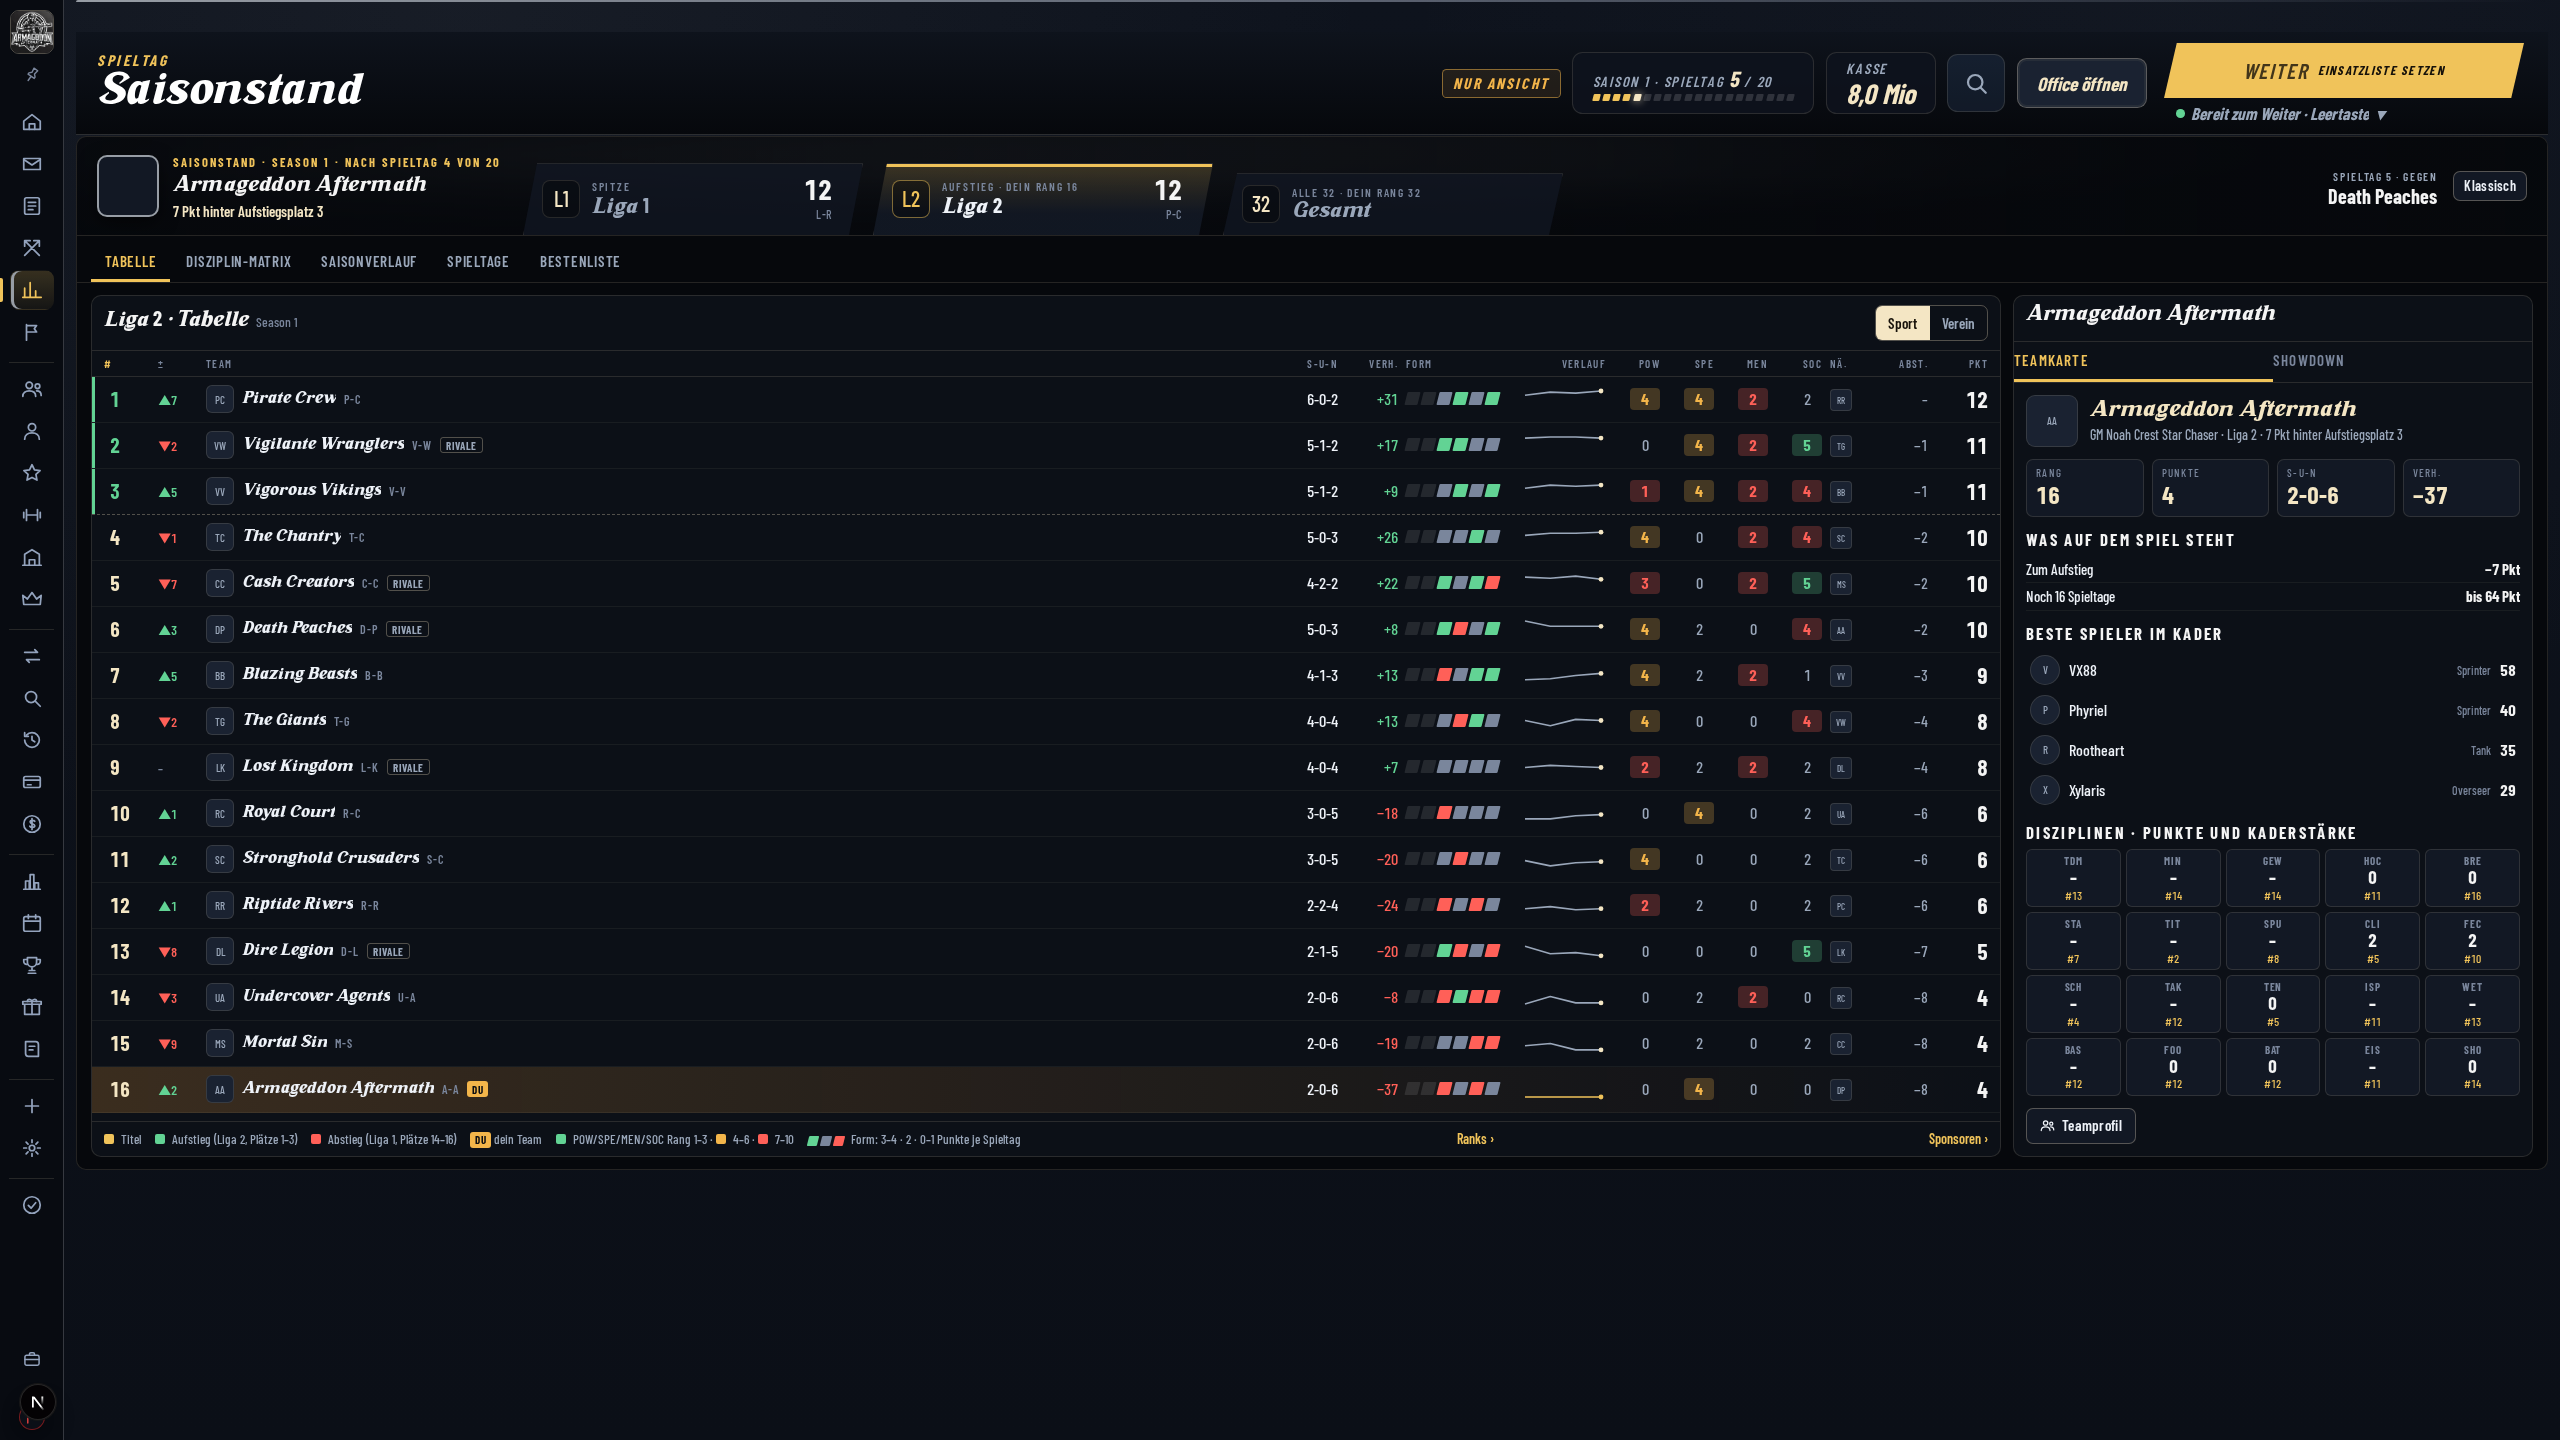 SPIELTAG
Saisonstand
NUR ANSICHT
SAISON 1 · SPIELTAG 5 / 20
KASSE
8,0 Mio
Office öffnen
WEITER EINSATZLISTE SETZEN
Bereit zum Weiter · Leertaste ▼
SAISONSTAND · SEASON 1 · NACH SPIELTAG 4 VON 20
Armageddon Aftermath
7 Pkt hinter Aufstiegsplatz 3
L1 SPITZE Liga 1 12 L-R
L2 AUFSTIEG · DEIN RANG 16 Liga 2 12 P-C
32 ALLE 32 · DEIN RANG 32 Gesamt
SPIELTAG 5 · GEGEN
Death Peaches
Klassisch
TABELLE DISZIPLIN-MATRIX SAISONVERLAUF SPIELTAGE BESTENLISTE
Liga 2 · Tabelle Season 1
Sport Verein
# ± TEAM S-U-N VERH. FORM VERLAUF POW SPE MEN SOC NÄ. ABST. PKT
1 ▲7 PC Pirate Crew P-C 6-0-2 +31 4 4 2 2 RR – 12
2 ▼2 VW Vigilante Wranglers V-W RIVALE 5-1-2 +17 0 4 2 5 TG −1 11
3 ▲5 VV Vigorous Vikings V-V 5-1-2 +9 1 4 2 4 BB −1 11
4 ▼1 TC The Chantry T-C 5-0-3 +26 4 0 2 4 SC −2 10
5 ▼7 CC Cash Creators C-C RIVALE 4-2-2 +22 3 0 2 5 MS −2 10
6 ▲3 DP Death Peaches D-P RIVALE 5-0-3 +8 4 2 0 4 AA −2 10
7 ▲5 BB Blazing Beasts B-B 4-1-3 +13 4 2 2 1 VV −3 9
8 ▼2 TG The Giants T-G 4-0-4 +13 4 0 0 4 VW −4 8
9 – LK Lost Kingdom L-K RIVALE 4-0-4 +7 2 2 2 2 DL −4 8
10 ▲1 RC Royal Court R-C 3-0-5 −18 0 4 0 2 UA −6 6
11 ▲2 SC Stronghold Crusaders S-C 3-0-5 −20 4 0 0 2 TC −6 6
12 ▲1 RR Riptide Rivers R-R 2-2-4 −24 2 2 0 2 PC −6 6
13 ▼8 DL Dire Legion D-L RIVALE 2-1-5 −20 0 0 0 5 LK −7 5
14 ▼3 UA Undercover Agents U-A 2-0-6 −8 0 2 2 0 RC −8 4
15 ▼9 MS Mortal Sin M-S 2-0-6 −19 0 2 0 2 CC −8 4
16 ▲2 AA Armageddon Aftermath A-A DU 2-0-6 −37 0 4 0 0 DP −8 4
Titel Aufstieg (Liga 2, Plätze 1–3) Abstieg (Liga 1, Plätze 14–16) DU dein Team POW/SPE/MEN/SOC Rang 1–3 · 4–6 · 7–10 Form: 3–4 · 2 · 0–1 Punkte je Spieltag Ranks › Sponsoren ›
Armageddon Aftermath
TEAMKARTE SHOWDOWN
AA Armageddon Aftermath
GM Noah Crest Star Chaser · Liga 2 · 7 Pkt hinter Aufstiegsplatz 3
RANG PUNKTE S-U-N VERH.
16 4 2-0-6 −37
WAS AUF DEM SPIEL STEHT
Zum Aufstieg −7 Pkt
Noch 16 Spieltage bis 64 Pkt
BESTE SPIELER IM KADER
V VX88 Sprinter 58
P Phyriel Sprinter 40
R Rootheart Tank 35
X Xylaris Overseer 29
DISZIPLINEN · PUNKTE UND KADERSTÄRKE
TDM MIN GEW HOC BRE
– – – 0 0
#13 #14 #14 #11 #16
STA TIT SPU CLI FEC
– – – 2 2
#7 #2 #8 #5 #10
SCH TAK TEN ISP WET
– – 0 – –
#4 #12 #5 #11 #13
BAS FOO BAT EIS SHO
– 0 0 – 0
#12 #12 #12 #11 #14
Teamprofil
N